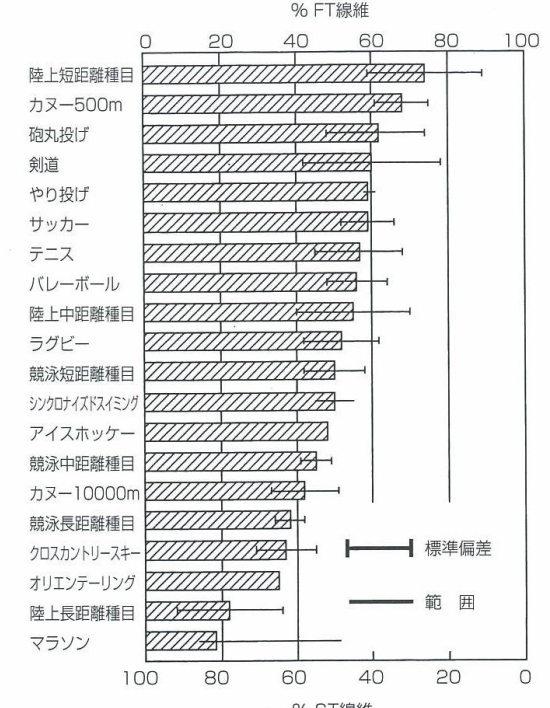 % FT線維
0 20 40 60 80 100
陸上短距離種目
カヌー500m
砲丸投げ
剣道
やり投げ
サッカー
テニス
バレーボール
陸上中距離種目
ラグビー
競泳短距離種目
シンクロナイズドスイミング
アイスホッケー
競泳中距離種目
カヌー10000m
競泳長距離種目
クロスカントリースキー
標準偏差
オリエンテーリング
範 囲
陸上長距離種目
マラソン
100 80 60 40 20 0
% ST線維